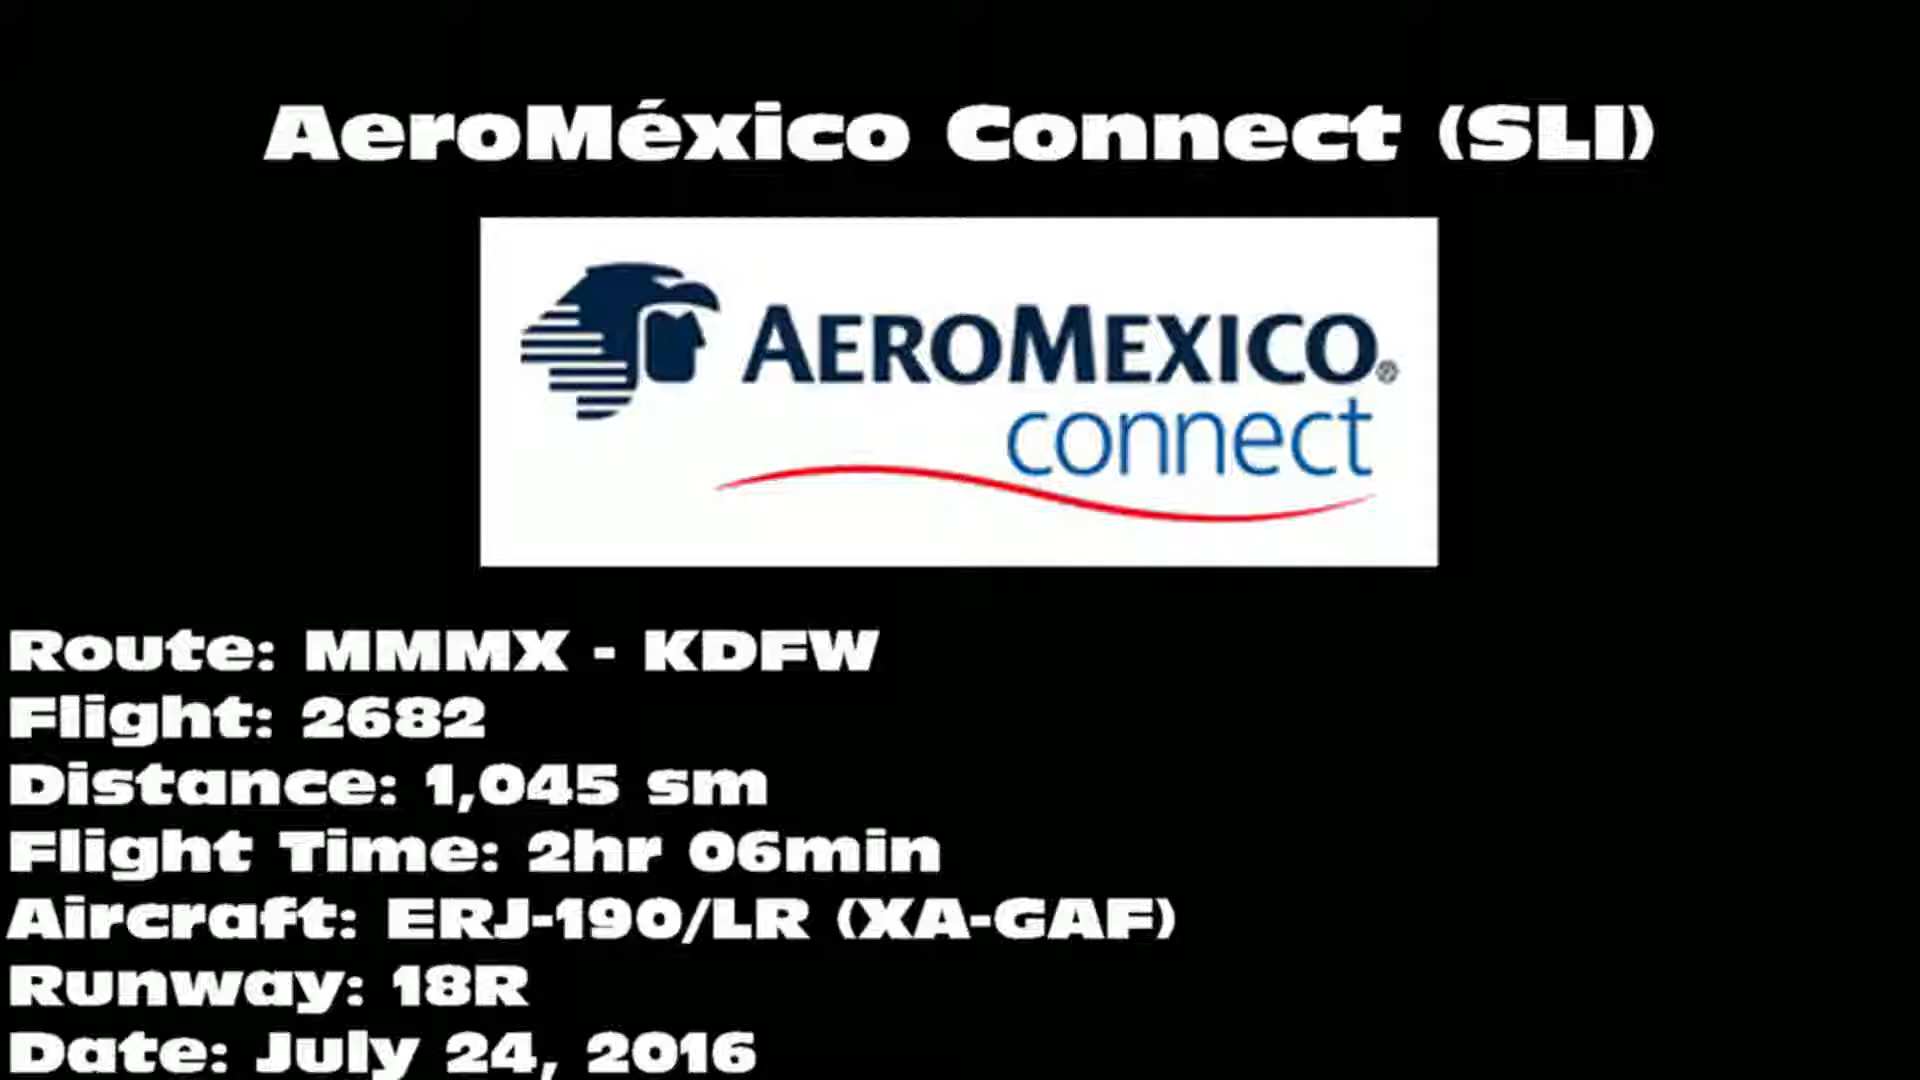 AeroMéxico Connect (SLI)
AEROMEXICO®
connect
Route: MMMX - KDFW
Flight: 2682
Distance: 1,045 sm
Flight Time: 2hr 06min
Aircraft: ERJ-190/LR (XA-GAF)
Runway: 18R
Date: July 24, 2016